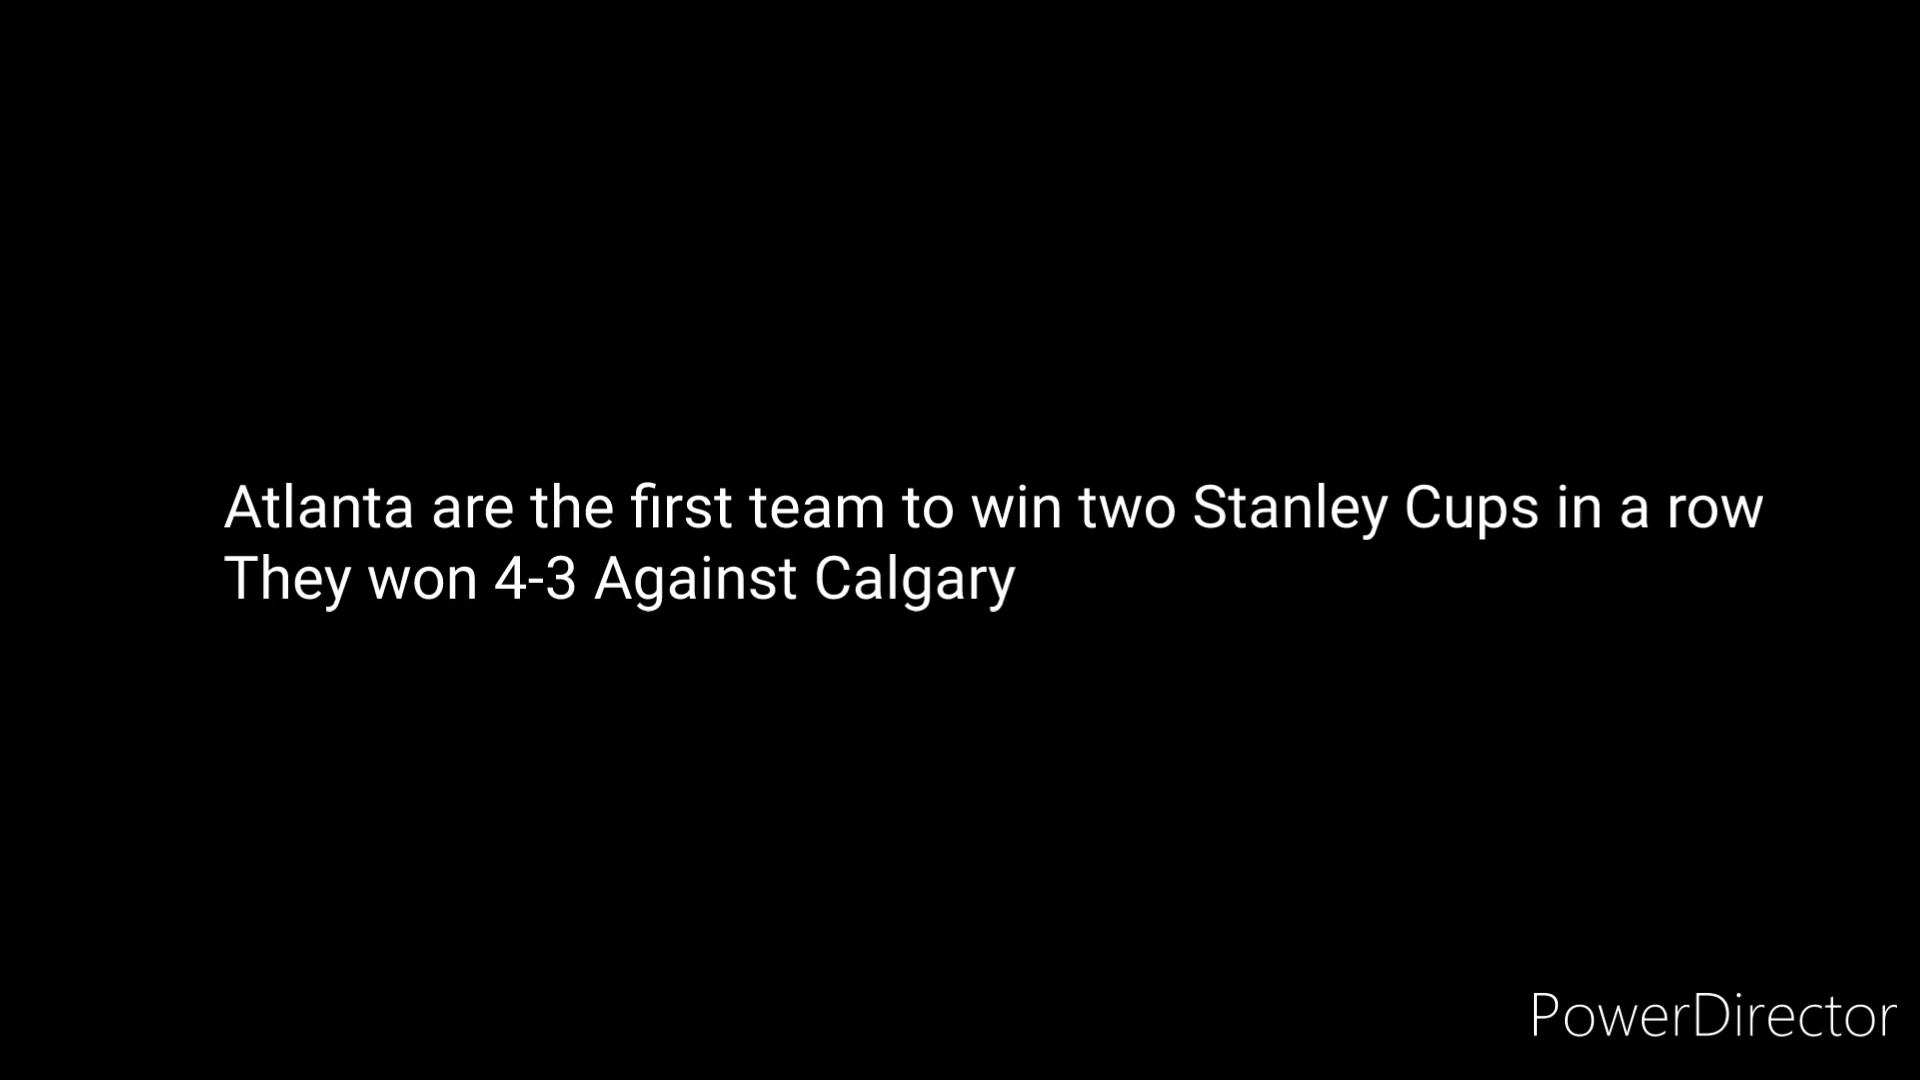 Atlanta are the first team to win two Stanley Cups in a row
They won 4-3 Against Calgary
PowerDirector